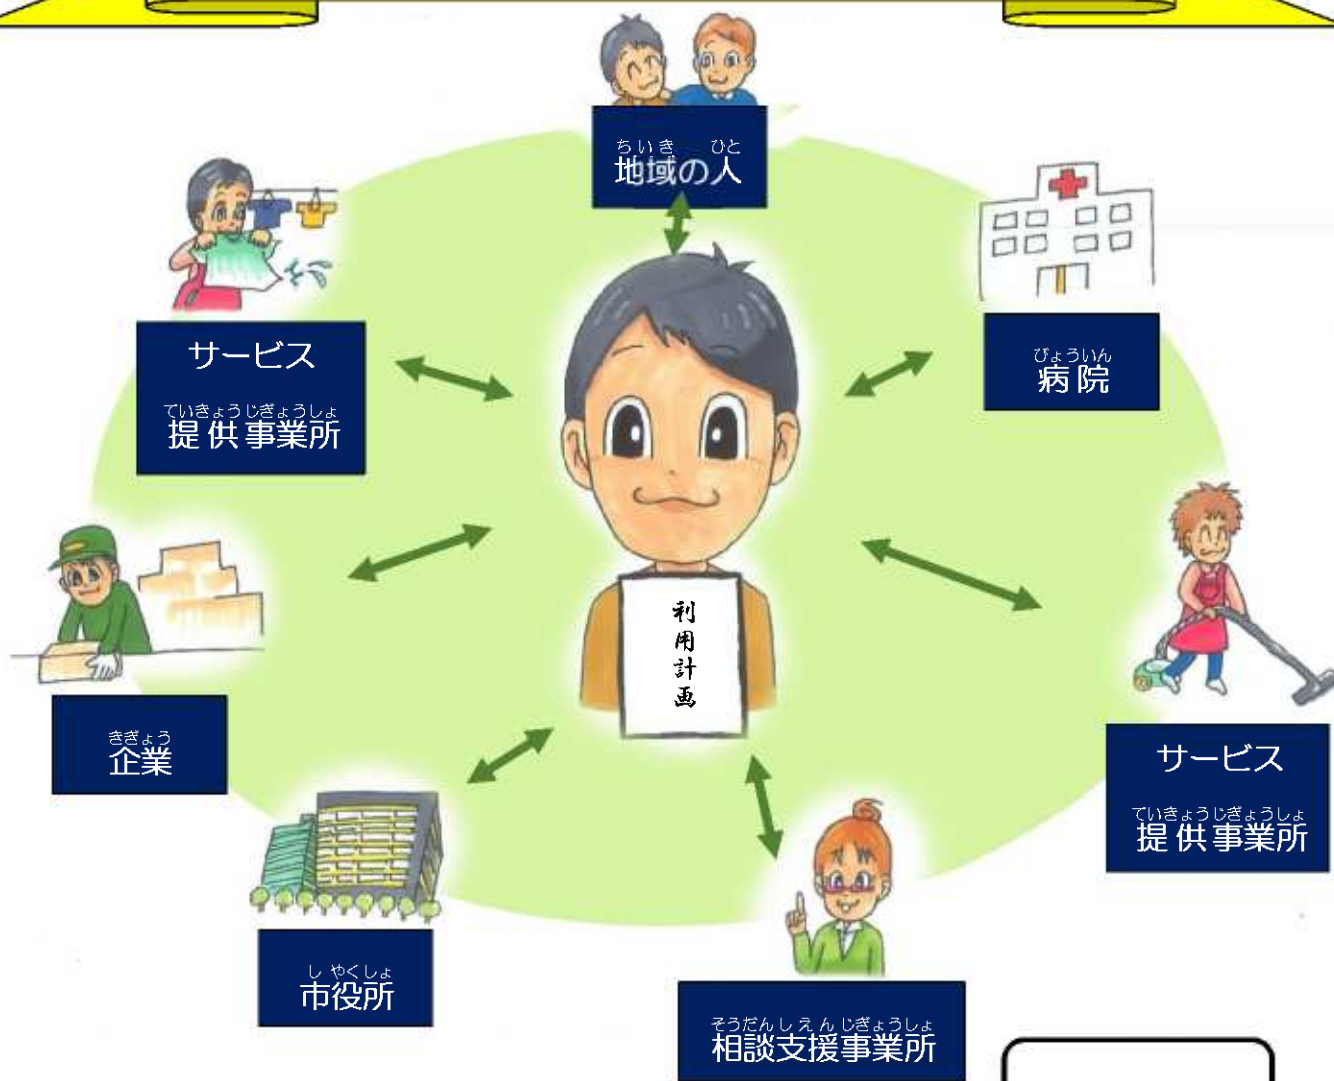 ちいき ひと
地域の人
びょういん
病院
サービス
ていきょうじぎょうしょ
提供事業所
利用計画
きぎょう
企業
サービス
ていきょうじぎょうしょ
提供事業所
しやくしょ
市役所
そうだんしえんじぎょうしょ
相談支援事業所